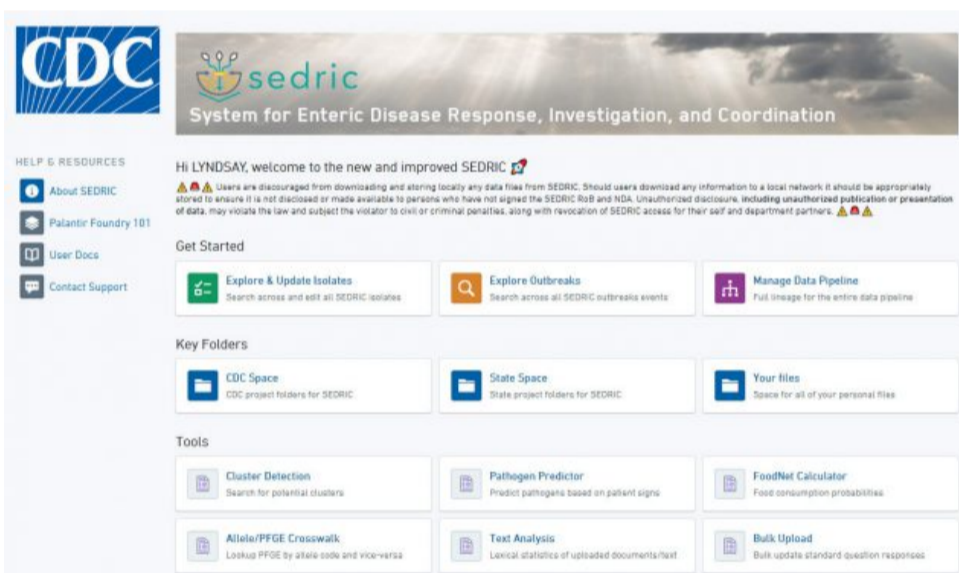 CDC
sedric
System for Enteric Disease Response, Investigation, and Coordination
HELP & RESOURCES
About SEDRIC
Palantir Foundry 101
User Docs
Contact Support
Hi LYNDSAY, welcome to the new and improved SEDRIC
Users are discouraged from downloading and storing locally any data files from SEDRIC. Should users download any information to a local network it should be appropriately
stored to ensure it is not disclosed or made available to persons who have not signed the SEDRIC RoB and NDA. Unauthorized disclosure, including unauthorized publication or presentation
of data, may violate the law and subject the violator to civil or criminal penalties, along with revocation of SEDRIC access for their self and department partners.
Get Started
Explore & Update Isolates
Search across and edit all SEDRIC isolates
Explore Outbreaks
Search across all SEDRIC outbreaks events
Manage Data Pipeline
Full lineage for the entire data pipeline
Key Folders
CDC Space
CDC project folders for SEDRIC
State Space
State project folders for SEDRIC
Your files
Space for all of your personal files
Tools
Cluster Detection
Search for potential clusters
Pathogen Predictor
Predict pathogens based on patient signs
FoodNet Calculator
Food consumption probabilities
Allele/PFGE Crosswalk
Lookup PFGE by allele code and vice-versa
Text Analysis
Lexical statistics of uploaded documents/text
Bulk Upload
Bulk update standard question responses